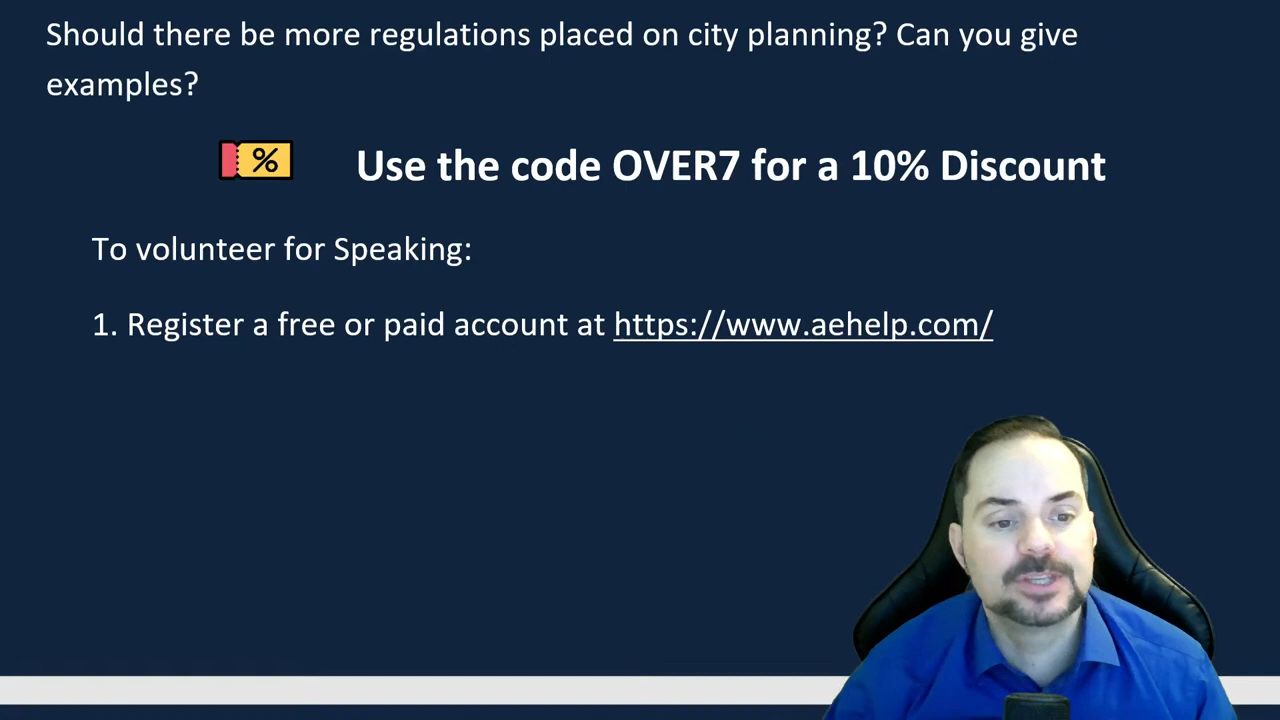 Should there be more regulations placed on city planning? Can you give
examples?
%
Use the code OVER7 for a 10% Discount
To volunteer for Speaking:
1. Register a free or paid account at https://www.aehelp.com/